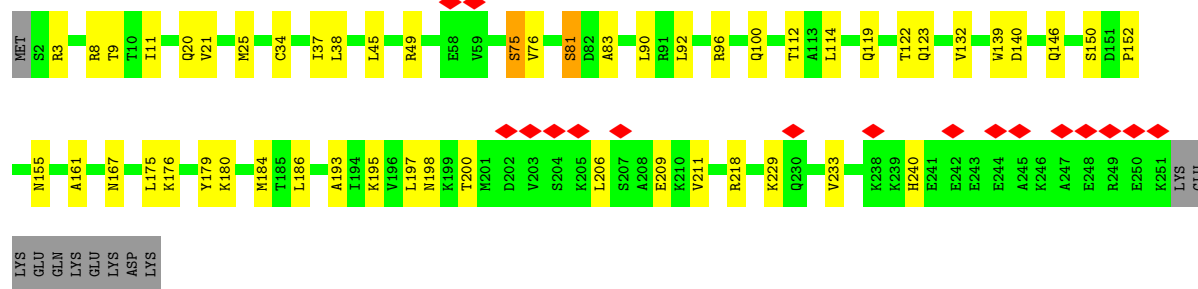 MET S2 R3 R8 T9 T10 I11 Q20 V21 M25 C34 I37 L38 L45 R49 E58 V59 S75 V76 S81 D82 A83 L90 R91 L92 R96 Q100 T112 A113 L114 Q119 T122 Q123 V132 W139 D140 Q146 S150 D151 P152
N155 A161 N167 L175 K176 Y179 K180 M184 T185 L186 A193 I194 K195 V196 L197 N198 K199 T200 M201 D202 V203 S204 K205 L206 S207 A208 E209 K210 V211 R218 K229 Q230 V233 K238 K239 H240 E241 E242 E243 E244 A245 K246 A247 E248 R249 E250 K251 LYS GLU
LYS GLU GLN LYS GLU LYS ASP LYS